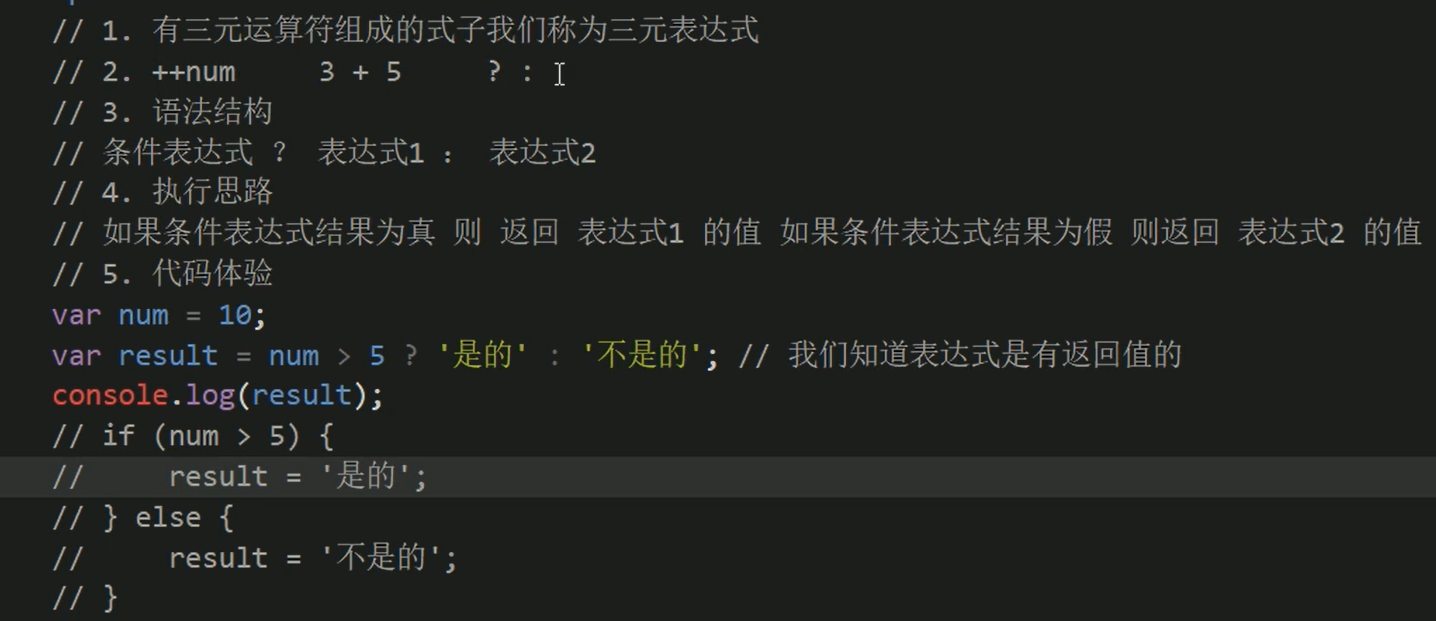 // 1. 有三元运算符组成的式子我们称为三元表达式
// 2. ++num     3 + 5     ? :
// 3. 语法结构
// 条件表达式 ？ 表达式1 ： 表达式2
// 4. 执行思路
// 如果条件表达式结果为真 则 返回 表达式1 的值 如果条件表达式结果为假 则返回 表达式2 的值
// 5. 代码体验
var num = 10;
var result = num > 5 ? '是的' : '不是的'; // 我们知道表达式是有返回值的
console.log(result);
// if (num > 5) {
//     result = '是的';
// } else {
//     result = '不是的';
// }